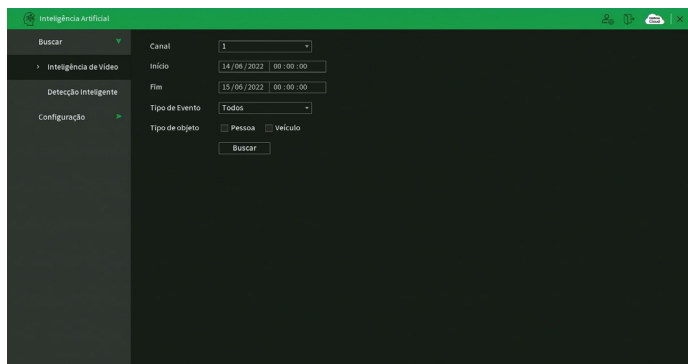 Inteligência Artificial
Buscar
Inteligência de Vídeo
Detecção Inteligente
Configuração
Canal
1
Início
14/06/2022 00:00:00
Fim
15/06/2022 00:00:00
Tipo de Evento
Todos
Tipo de objeto
Pessoa
Veículo
Buscar